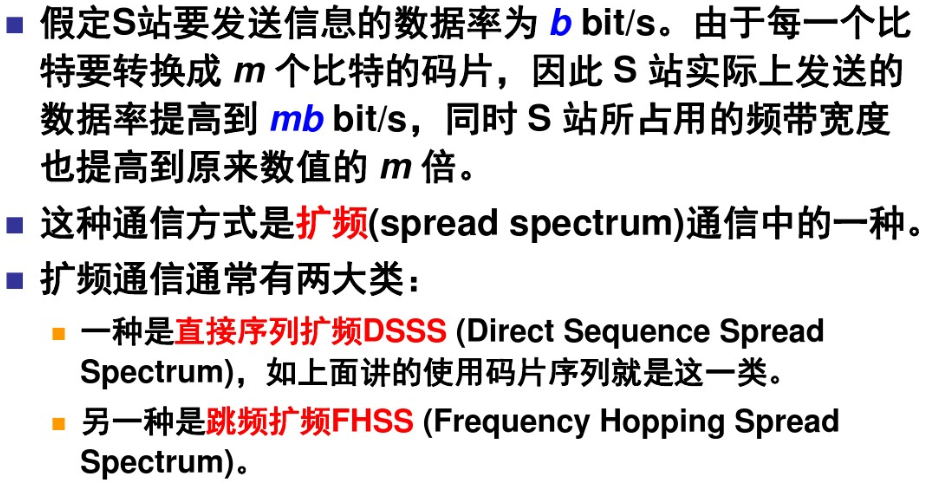 假定S站要发送信息的数据率为 b bit/s。由于每一个比
特要转换成 m 个比特的码片，因此 S 站实际上发送的
数据率提高到 mb bit/s，同时 S 站所占用的频带宽度
也提高到原来数值的 m 倍。
这种通信方式是扩频(spread spectrum)通信中的一种。
扩频通信通常有两大类：
一种是直接序列扩频DSSS (Direct Sequence Spread
Spectrum)，如上面讲的使用码片序列就是这一类。
另一种是跳频扩频FHSS (Frequency Hopping Spread
Spectrum)。